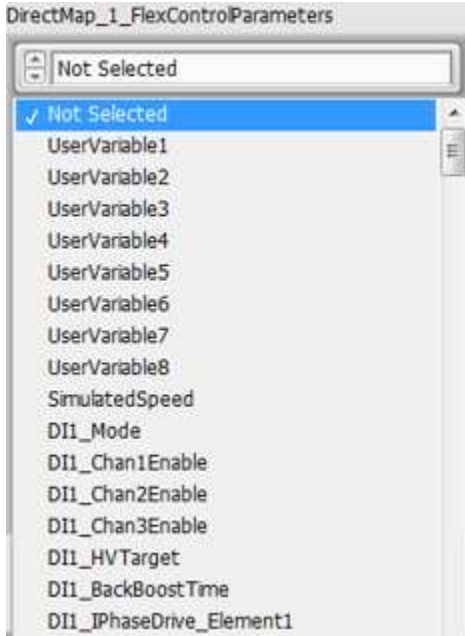 DirectMap_1_FlexControlParameters
Not Selected
Not Selected
UserVariable1
UserVariable2
UserVariable3
UserVariable4
UserVariable5
UserVariable6
UserVariable7
UserVariable8
SimulatedSpeed
DI1_Mode
DI1_Chan1Enable
DI1_Chan2Enable
DI1_Chan3Enable
DI1_HVTarget
DI1_BackBoostTime
DI1_IPhaseDrive_Element1